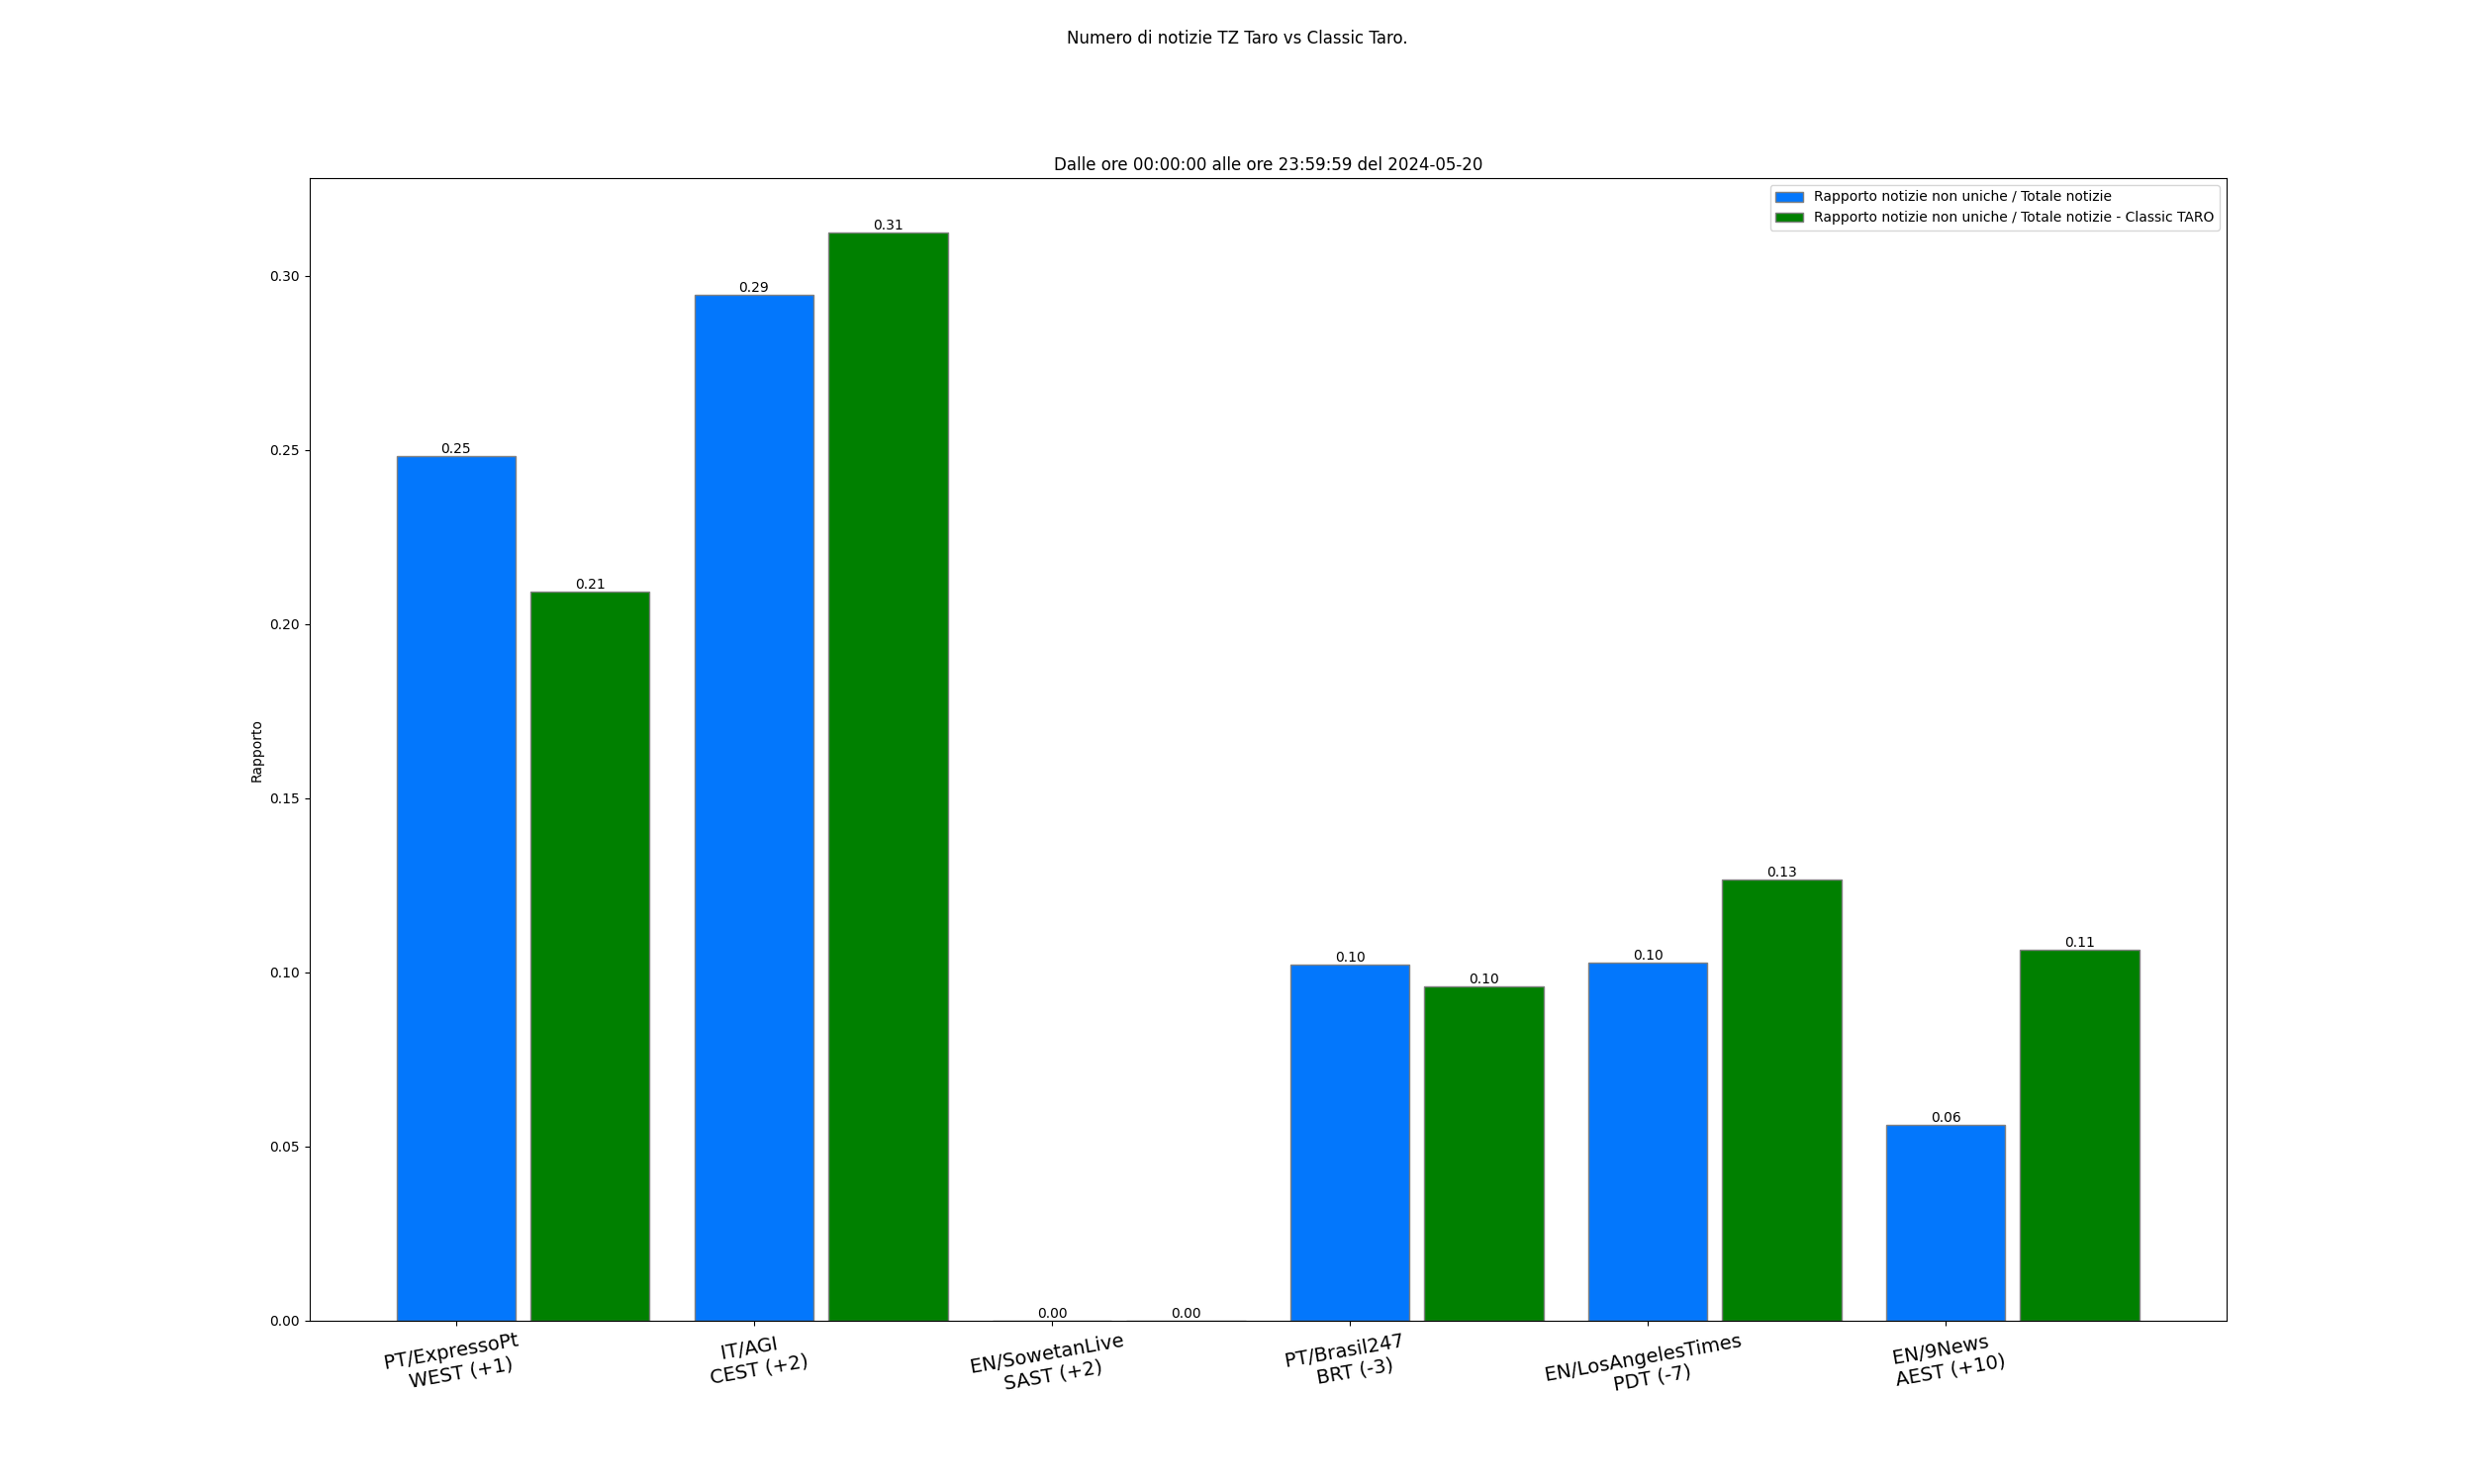 Numero di notizie TZ Taro vs Classic Taro.
Dalle ore 00:00:00 alle ore 23:59:59 del 2024-05-20
Rapporto notizie non uniche / Totale notizie
Rapporto notizie non uniche / Totale notizie - Classic TARO
Rapporto
0.30
0.25
0.20
0.15
0.10
0.05
0.00
0.25
0.21
0.29
0.31
0.00
0.00
0.10
0.10
0.10
0.13
0.06
0.11
PT/ExpressoPt
WEST (+1)
IT/AGI
CEST (+2)
EN/SowetanLive
SAST (+2)
PT/Brasil247
BRT (-3)
EN/LosAngelesTimes
PDT (-7)
EN/9News
AEST (+10)